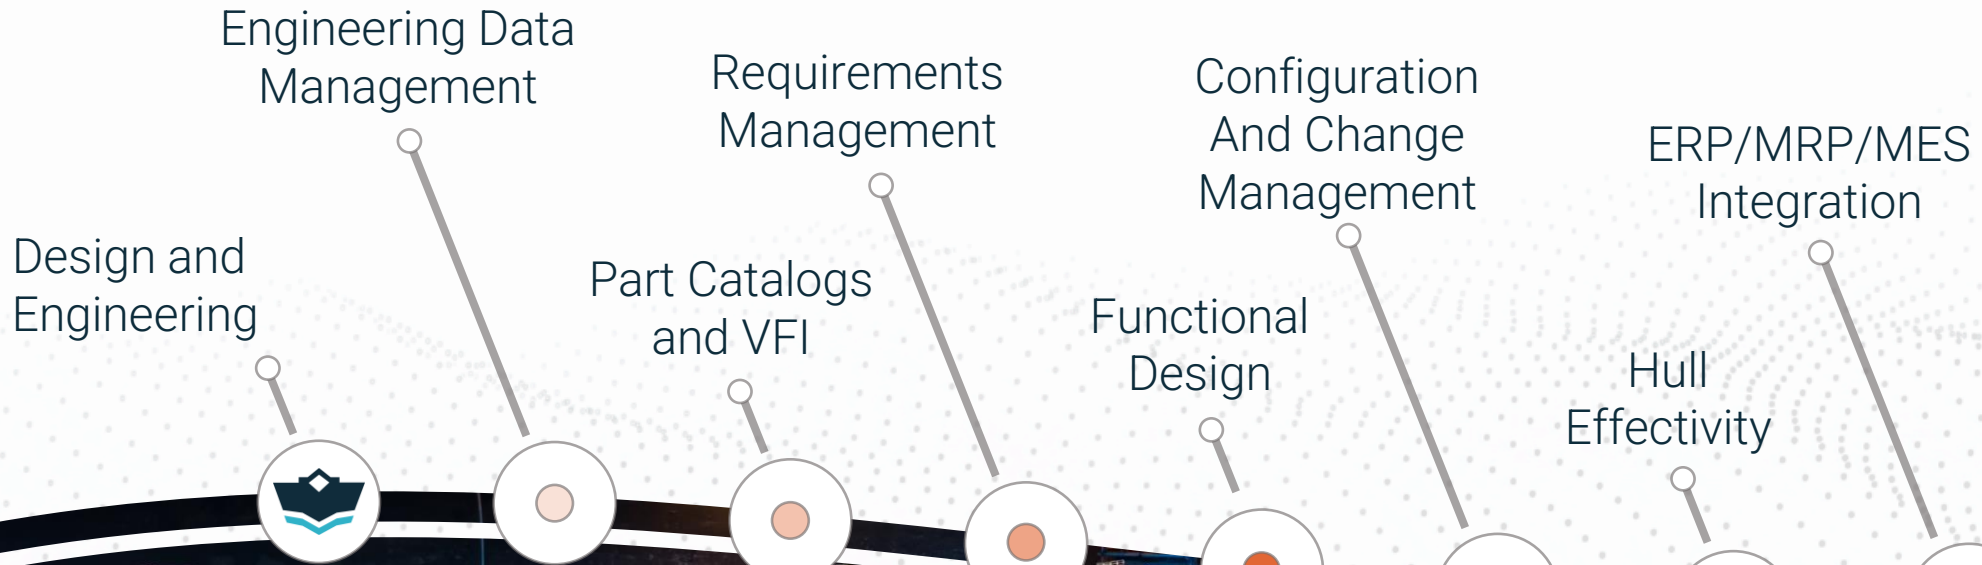 Engineering Data
Management
Requirements
Management
Configuration
And Change
Management
ERP/MRP/MES
Integration
Design and
Engineering
Part Catalogs
and VFI
Functional
Design
Hull
Effectivity